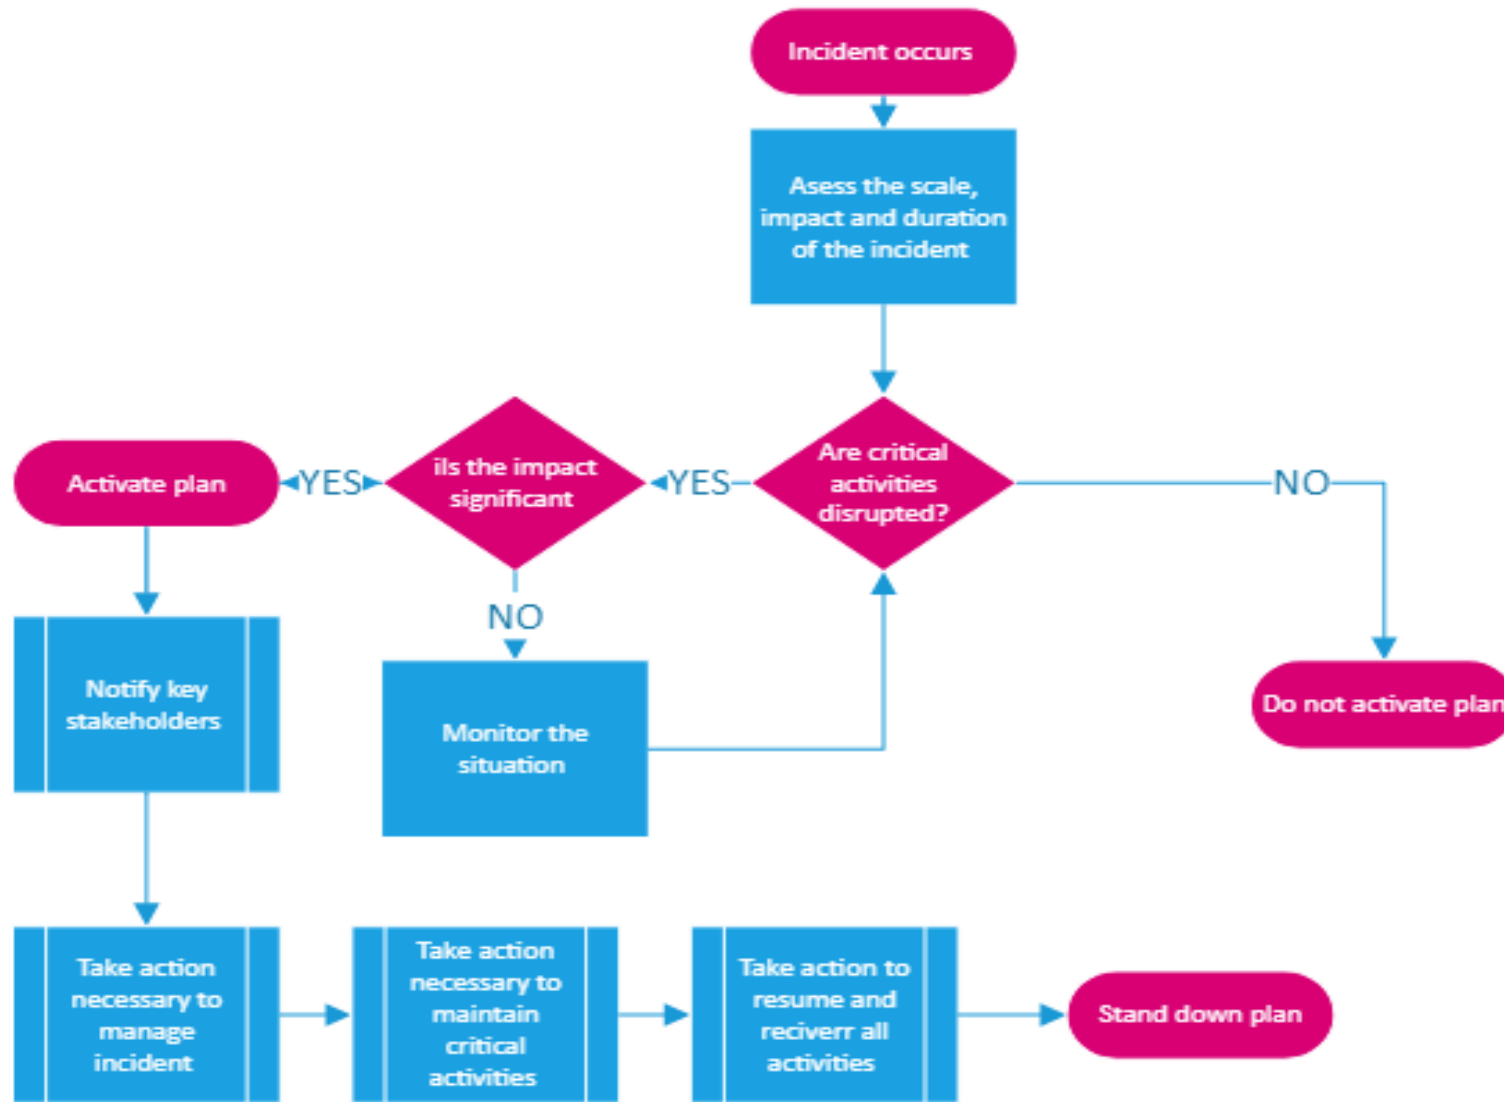 Incident occurs
Asess the scale,
impact and duration
of the incident
Are critical
activities
disrupted?
YES
NO
iIs the impact
significant
YES
NO
Activate plan
Do not activate plan
Notify key
stakeholders
Monitor the
situation
Take action
necessary to
manage
incident
Take action
necessary to
maintain
critical
activities
Take action to
resume and
reciverr all
activities
Stand down plan